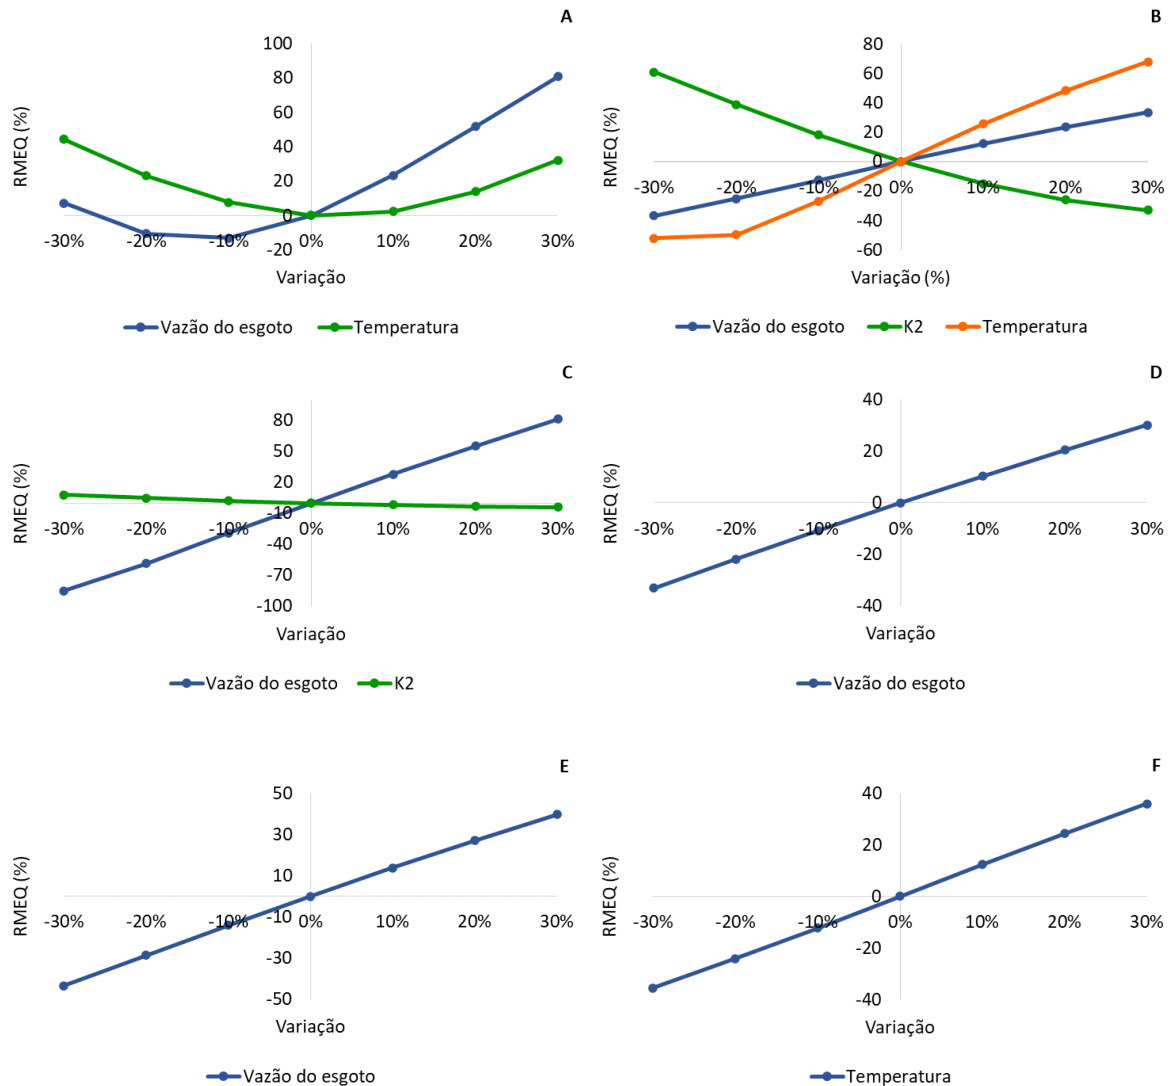 A
RMEQ (%)
100
80
60
40
20
0
-20
-30% -20% -10% 0% 10% 20% 30%
Variação
Vazão do esgoto Temperatura
B
RMEQ (%)
80
60
40
20
0
-20
-40
-60
-30% -20% -10% 0% 10% 20% 30%
Variação (%)
Vazão do esgoto K2 Temperatura
C
RMEQ (%)
80
50
20
-10
-40
-70
-100
-30% -20% -10% 0% 10% 20% 30%
Variação
Vazão do esgoto K2
D
RMEQ (%)
40
20
0
-20
-40
-30% -20% -10% 0% 10% 20% 30%
Variação
Vazão do esgoto
E
RMEQ (%)
50
30
10
-10
-30
-50
-30% -20% -10% 0% 10% 20% 30%
Variação
Vazão do esgoto
F
RMEQ (%)
40
20
0
-20
-40
-30% -20% -10% 0% 10% 20% 30%
Variação
Temperatura